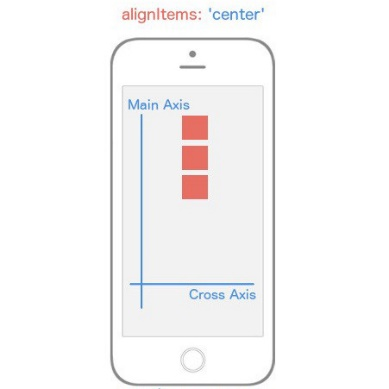 alignItems: 'center'
Main Axis
Cross Axis